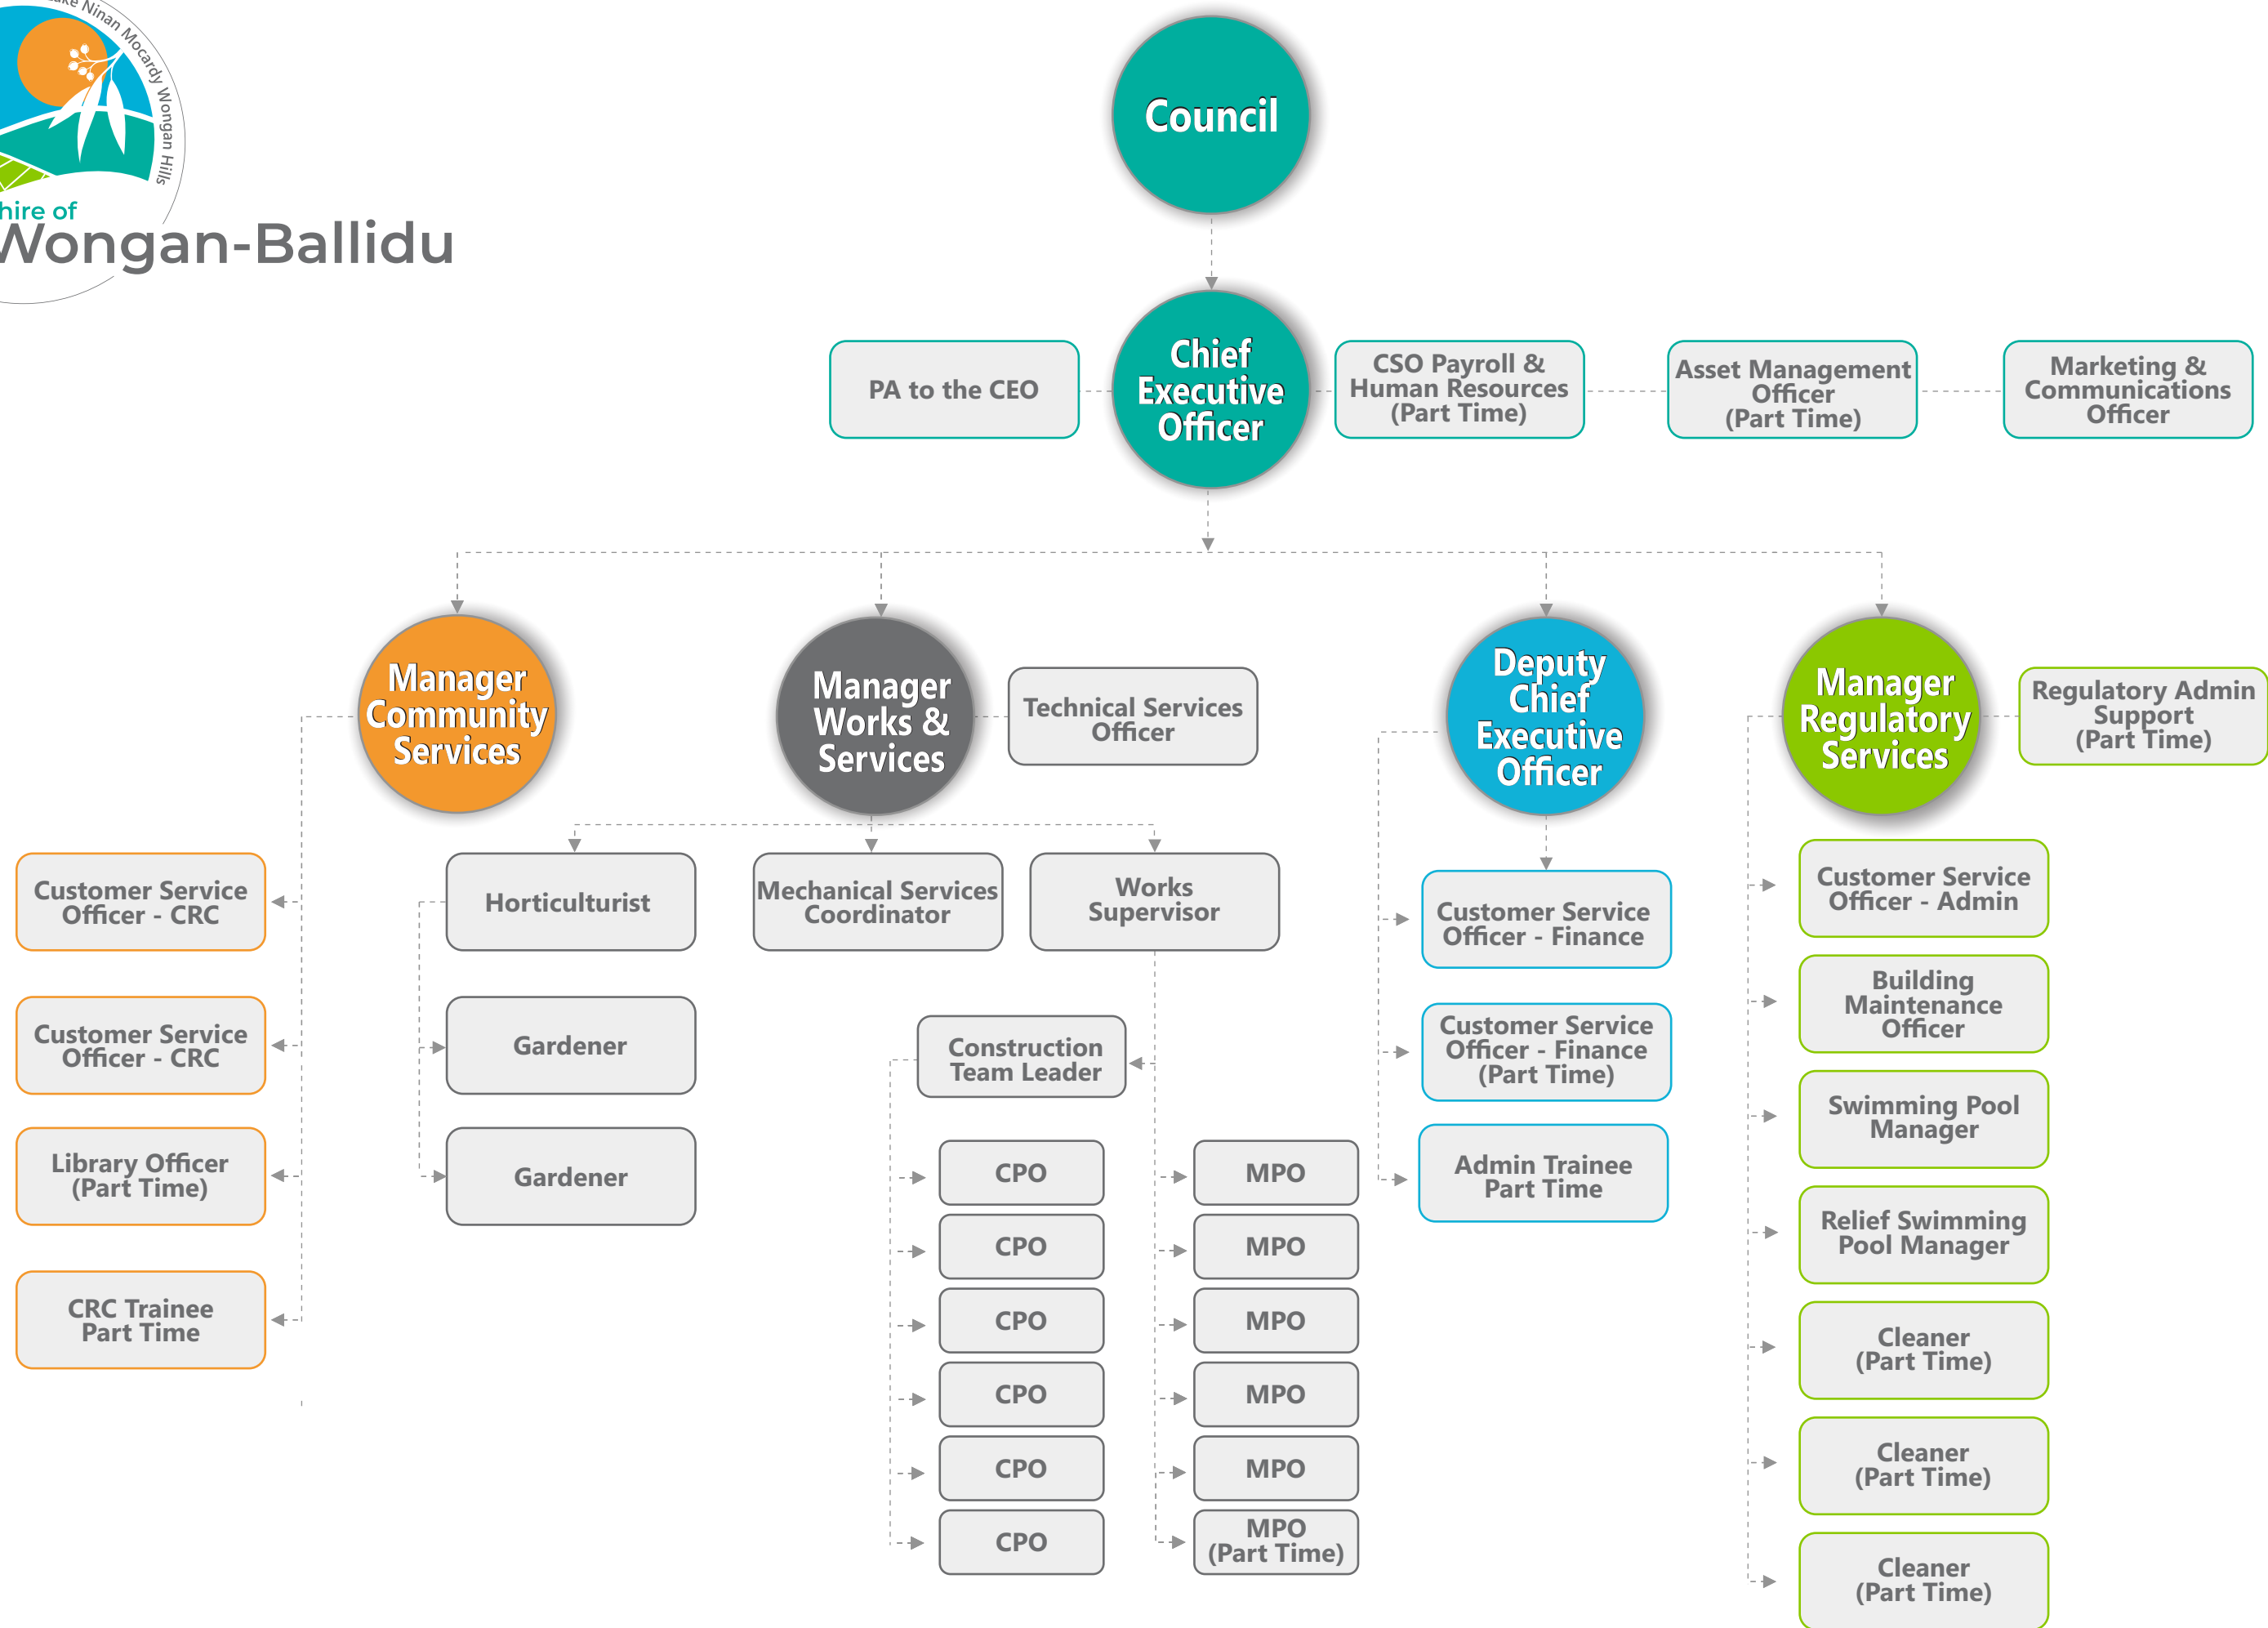 Ninan Mocardy Wongan Hills
hire of
Wongan-Ballidu
Council
Chief
Executive
Officer
PA to the CEO
CSO Payroll &
Human Resources
(Part Time)
Asset Management
Officer
(Part Time)
Marketing &
Communications
Officer
Manager
Community
Services
Manager
Works &
Services
Technical Services
Officer
Deputy
Chief
Executive
Officer
Manager
Regulatory
Services
Regulatory Admin
Support
(Part Time)
Customer Service
Officer - CRC
Customer Service
Officer - CRC
Library Officer
(Part Time)
CRC Trainee
Part Time
Horticulturist
Gardener
Gardener
Mechanical Services
Coordinator
Works
Supervisor
Construction
Team Leader
CPO
CPO
CPO
CPO
CPO
CPO
MPO
MPO
MPO
MPO
MPO
MPO
(Part Time)
Customer Service
Officer - Finance
Customer Service
Officer - Finance
(Part Time)
Admin Trainee
Part Time
Customer Service
Officer - Admin
Building
Maintenance
Officer
Swimming Pool
Manager
Relief Swimming
Pool Manager
Cleaner
(Part Time)
Cleaner
(Part Time)
Cleaner
(Part Time)